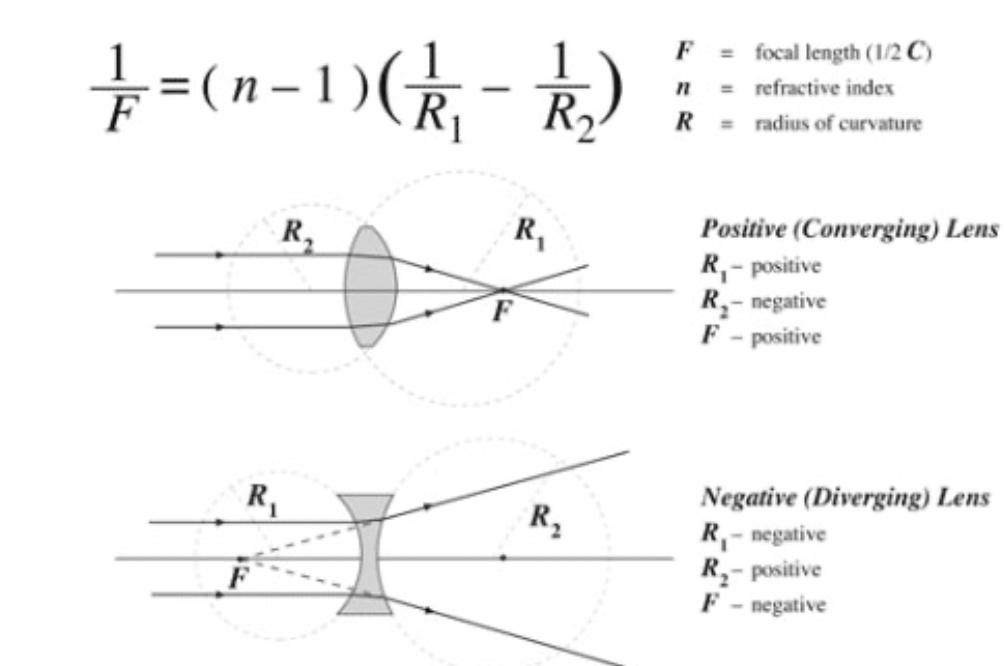 1/F = ( n − 1 )(1/R₁ − 1/R₂)
F = focal length (1/2 C)
n = refractive index
R = radius of curvature
R₂
R₁
F
Positive (Converging) Lens
R₁ – positive
R₂ – negative
F – positive
R₁
R₂
F
Negative (Diverging) Lens
R₁ – negative
R₂ – positive
F – negative